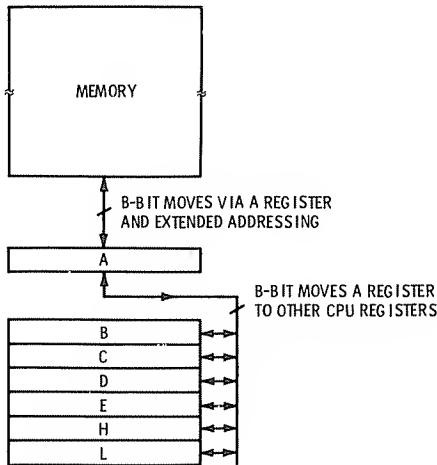 MEMORY
B-BIT MOVES VIA A REGISTER
AND EXTENDED ADDRESSING
A
B-BIT MOVES A REGISTER
TO OTHER CPU REGISTERS
B
C
D
E
H
L